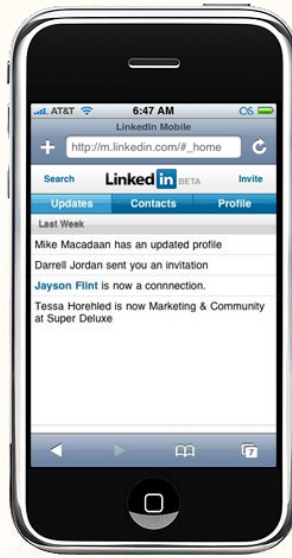 AT&T 6:47 AM
LinkedIn Mobile
http://m.linkedin.com/#_home
Search Linked in BETA Invite
Updates Contacts Profile
Last Week
Mike Macadaan has an updated profile
Darrell Jordan sent you an invitation
Jayson Flint is now a connnection.
Tessa Horehled is now Marketing & Community
at Super Deluxe
7